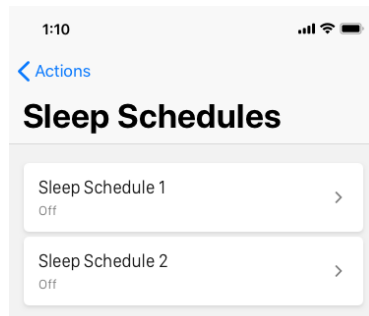 1:10
Actions
Sleep Schedules
Sleep Schedule 1
Off
Sleep Schedule 2
Off